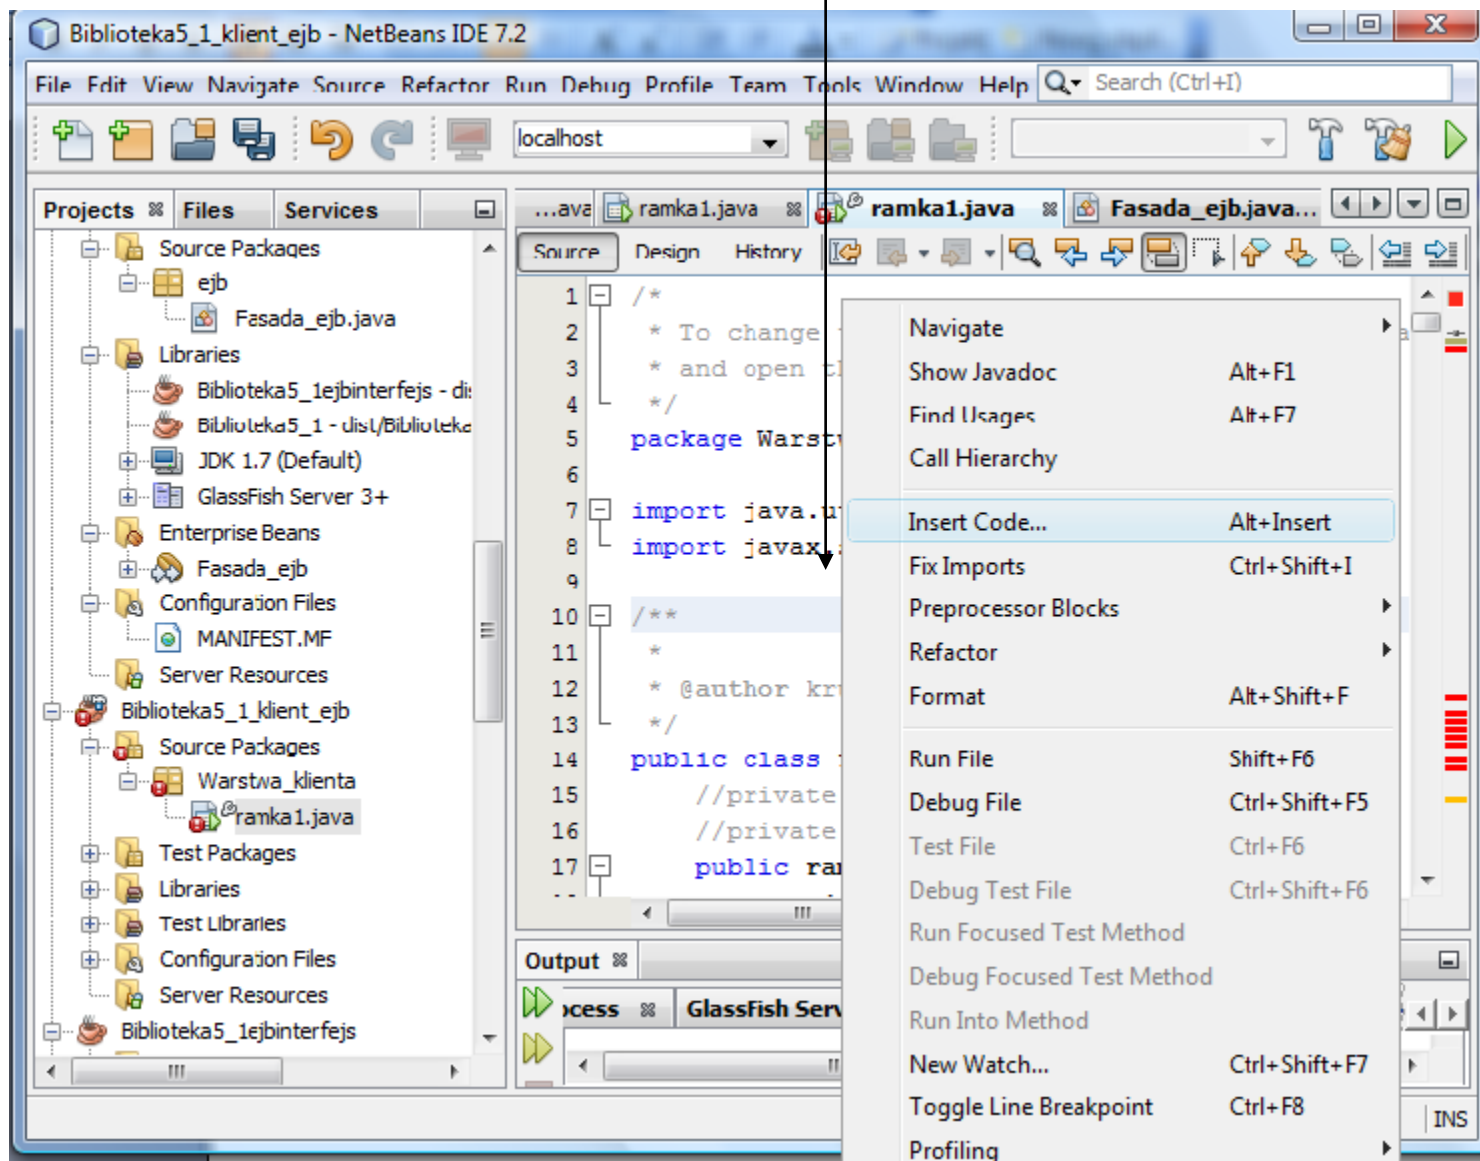 Biblioteka5_1_klient_ejb - NetBeans IDE 7.2
File Edit View Navigate Source Refactor Run Debug Profile Team Tools Window Help Search (Ctrl+I)
localhost
Projects Files Services
Source Packages
ejb
Fasada_ejb.java
Libraries
Biblioteka5_1ejbinterfejs - dis
Biblioteka5_1 - dist/Biblioteka
JDK 1.7 (Default)
GlassFish Server 3+
Enterprise Beans
Fasada_ejb
Configuration Files
MANIFEST.MF
Server Resources
Biblioteka5_1_klient_ejb
Source Packages
Warstwa_klienta
ramka1.java
Test Packages
Libraries
Test Libraries
Configuration Files
Server Resources
Biblioteka5_1ejbinterfejs
...ava ramka1.java ramka1.java Fasada_ejb.java...
Source Design History
1 /*
2 * To change
3 * and open
4 */
5 package Warst
6
7 import java.u
8 import javax.
9
10 /**
11 *
12 * @author kr
13 */
14 public class
15 //private
16 //private
17 public ra
Output
ocess GlassFish Serv
Navigate
Show Javadoc Alt+F1
Find Usages Alt+F7
Call Hierarchy
Insert Code... Alt+Insert
Fix Imports Ctrl+Shift+I
Preprocessor Blocks
Refactor
Format Alt+Shift+F
Run File Shift+F6
Debug File Ctrl+Shift+F5
Test File Ctrl+F6
Debug Test File Ctrl+Shift+F6
Run Focused Test Method
Debug Focused Test Method
Run Into Method
New Watch... Ctrl+Shift+F7
Toggle Line Breakpoint Ctrl+F8
Profiling
INS